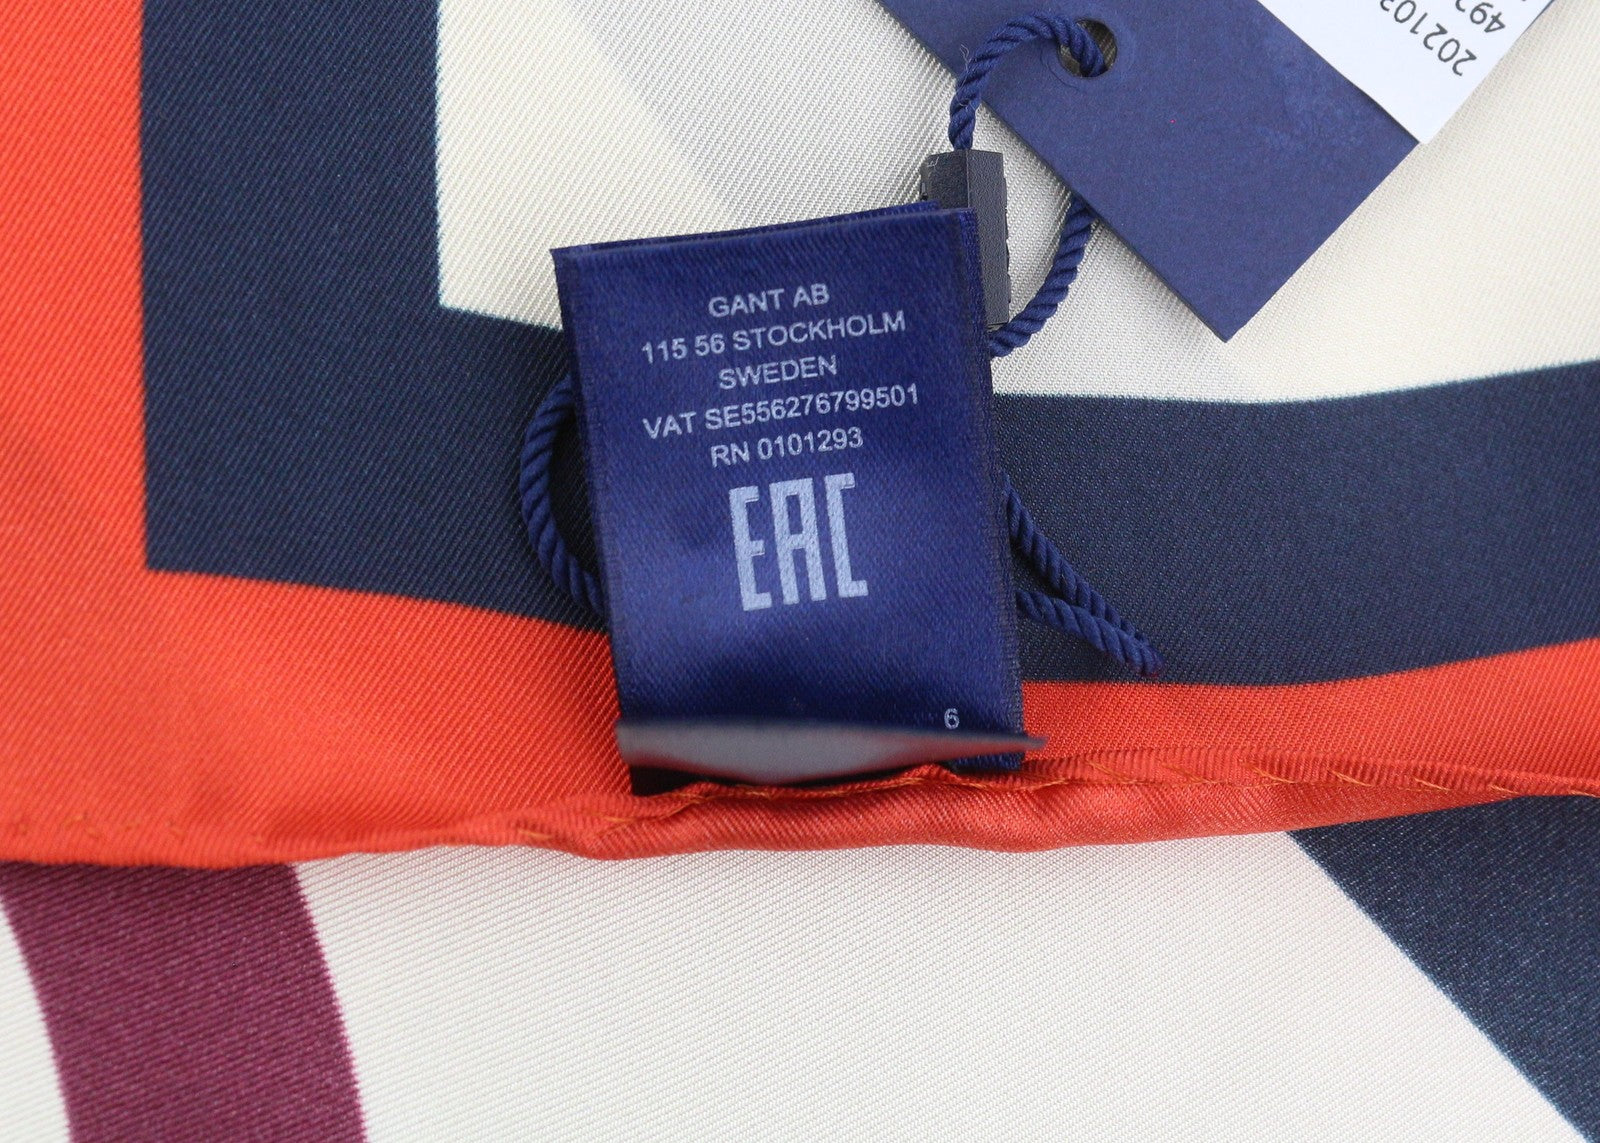 GANT AB
115 56 STOCKHOLM
SWEDEN
VAT SE556276799501
RN 0101293
EAC
6